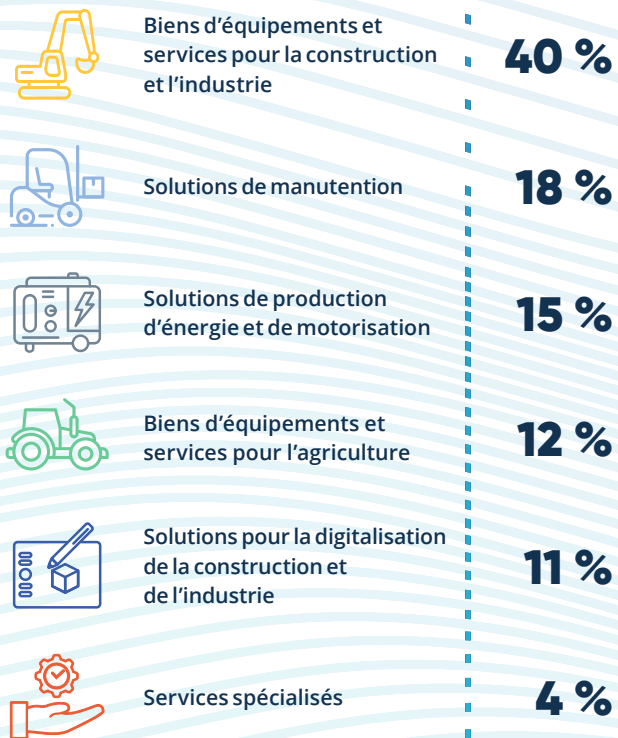 Biens d’équipements et
services pour la construction
et l’industrie
40 %
Solutions de manutention
18 %
Solutions de production
d’énergie et de motorisation
15 %
Biens d’équipements et
services pour l’agriculture
12 %
Solutions pour la digitalisation
de la construction et
de l’industrie
11 %
Services spécialisés
4 %